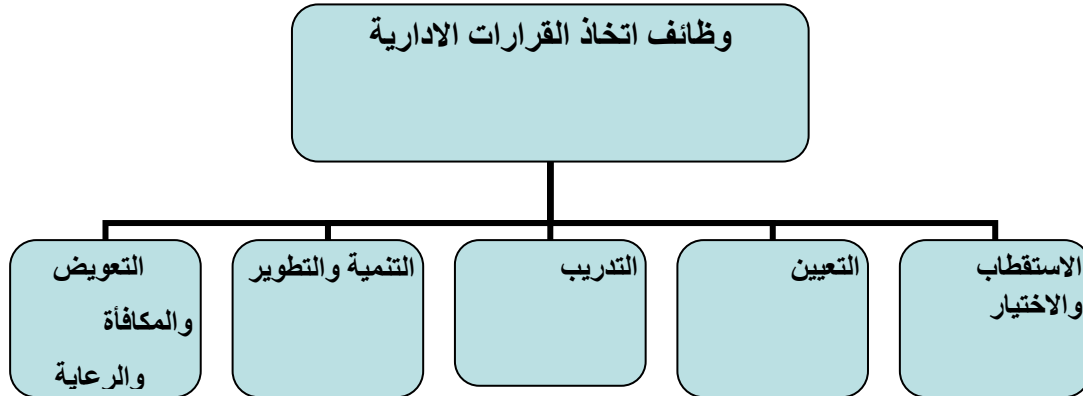 وظائف اتخاذ القرارات الادارية
الاستقطاب
والاختيار
التعيين
التدريب
التنمية والتطوير
التعويض
والمكافأة
والرعاية